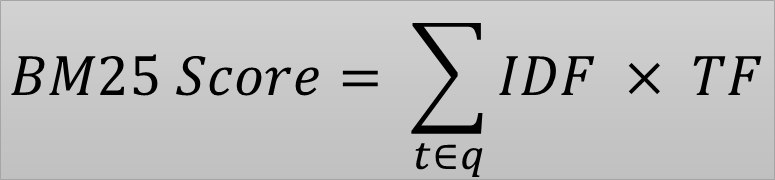 BM25 Score = ∑ IDF × TF
t∈q